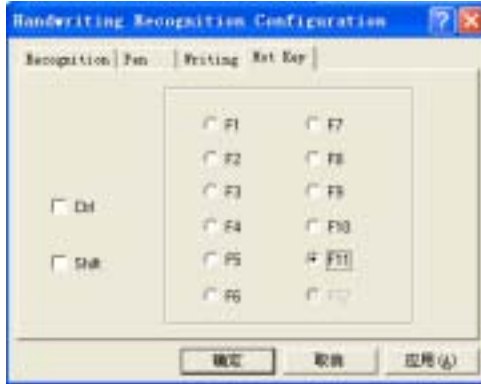 Handwriting Recognition Configuration
Recognition Pen Writing Hot Key
F1 F7
F2 F8
F3 F9
Ctrl
F4 F10
Shift
F5 F11
F6 F12
确定 取消 应用(A)